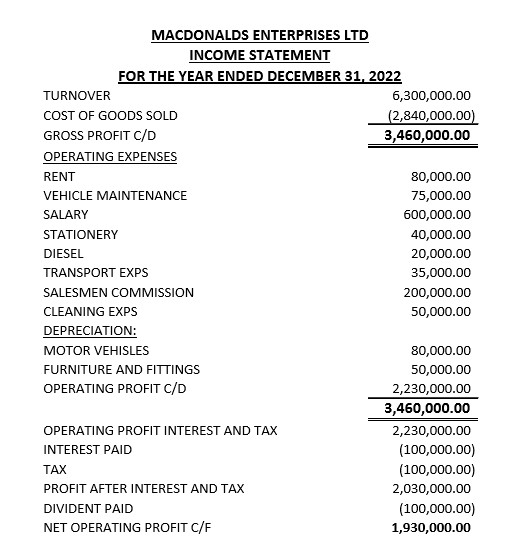 MACDONALDS ENTERPRISES LTD
INCOME STATEMENT
FOR THE YEAR ENDED DECEMBER 31, 2022
TURNOVER 6,300,000.00
COST OF GOODS SOLD (2,840,000.00)
GROSS PROFIT C/D 3,460,000.00
OPERATING EXPENSES
RENT 80,000.00
VEHICLE MAINTENANCE 75,000.00
SALARY 600,000.00
STATIONERY 40,000.00
DIESEL 20,000.00
TRANSPORT EXPS 35,000.00
SALESMEN COMMISSION 200,000.00
CLEANING EXPS 50,000.00
DEPRECIATION:
MOTOR VEHISLES 80,000.00
FURNITURE AND FITTINGS 50,000.00
OPERATING PROFIT C/D 2,230,000.00
3,460,000.00
OPERATING PROFIT INTEREST AND TAX 2,230,000.00
INTEREST PAID (100,000.00)
TAX (100,000.00)
PROFIT AFTER INTEREST AND TAX 2,030,000.00
DIVIDENT PAID (100,000.00)
NET OPERATING PROFIT C/F 1,930,000.00